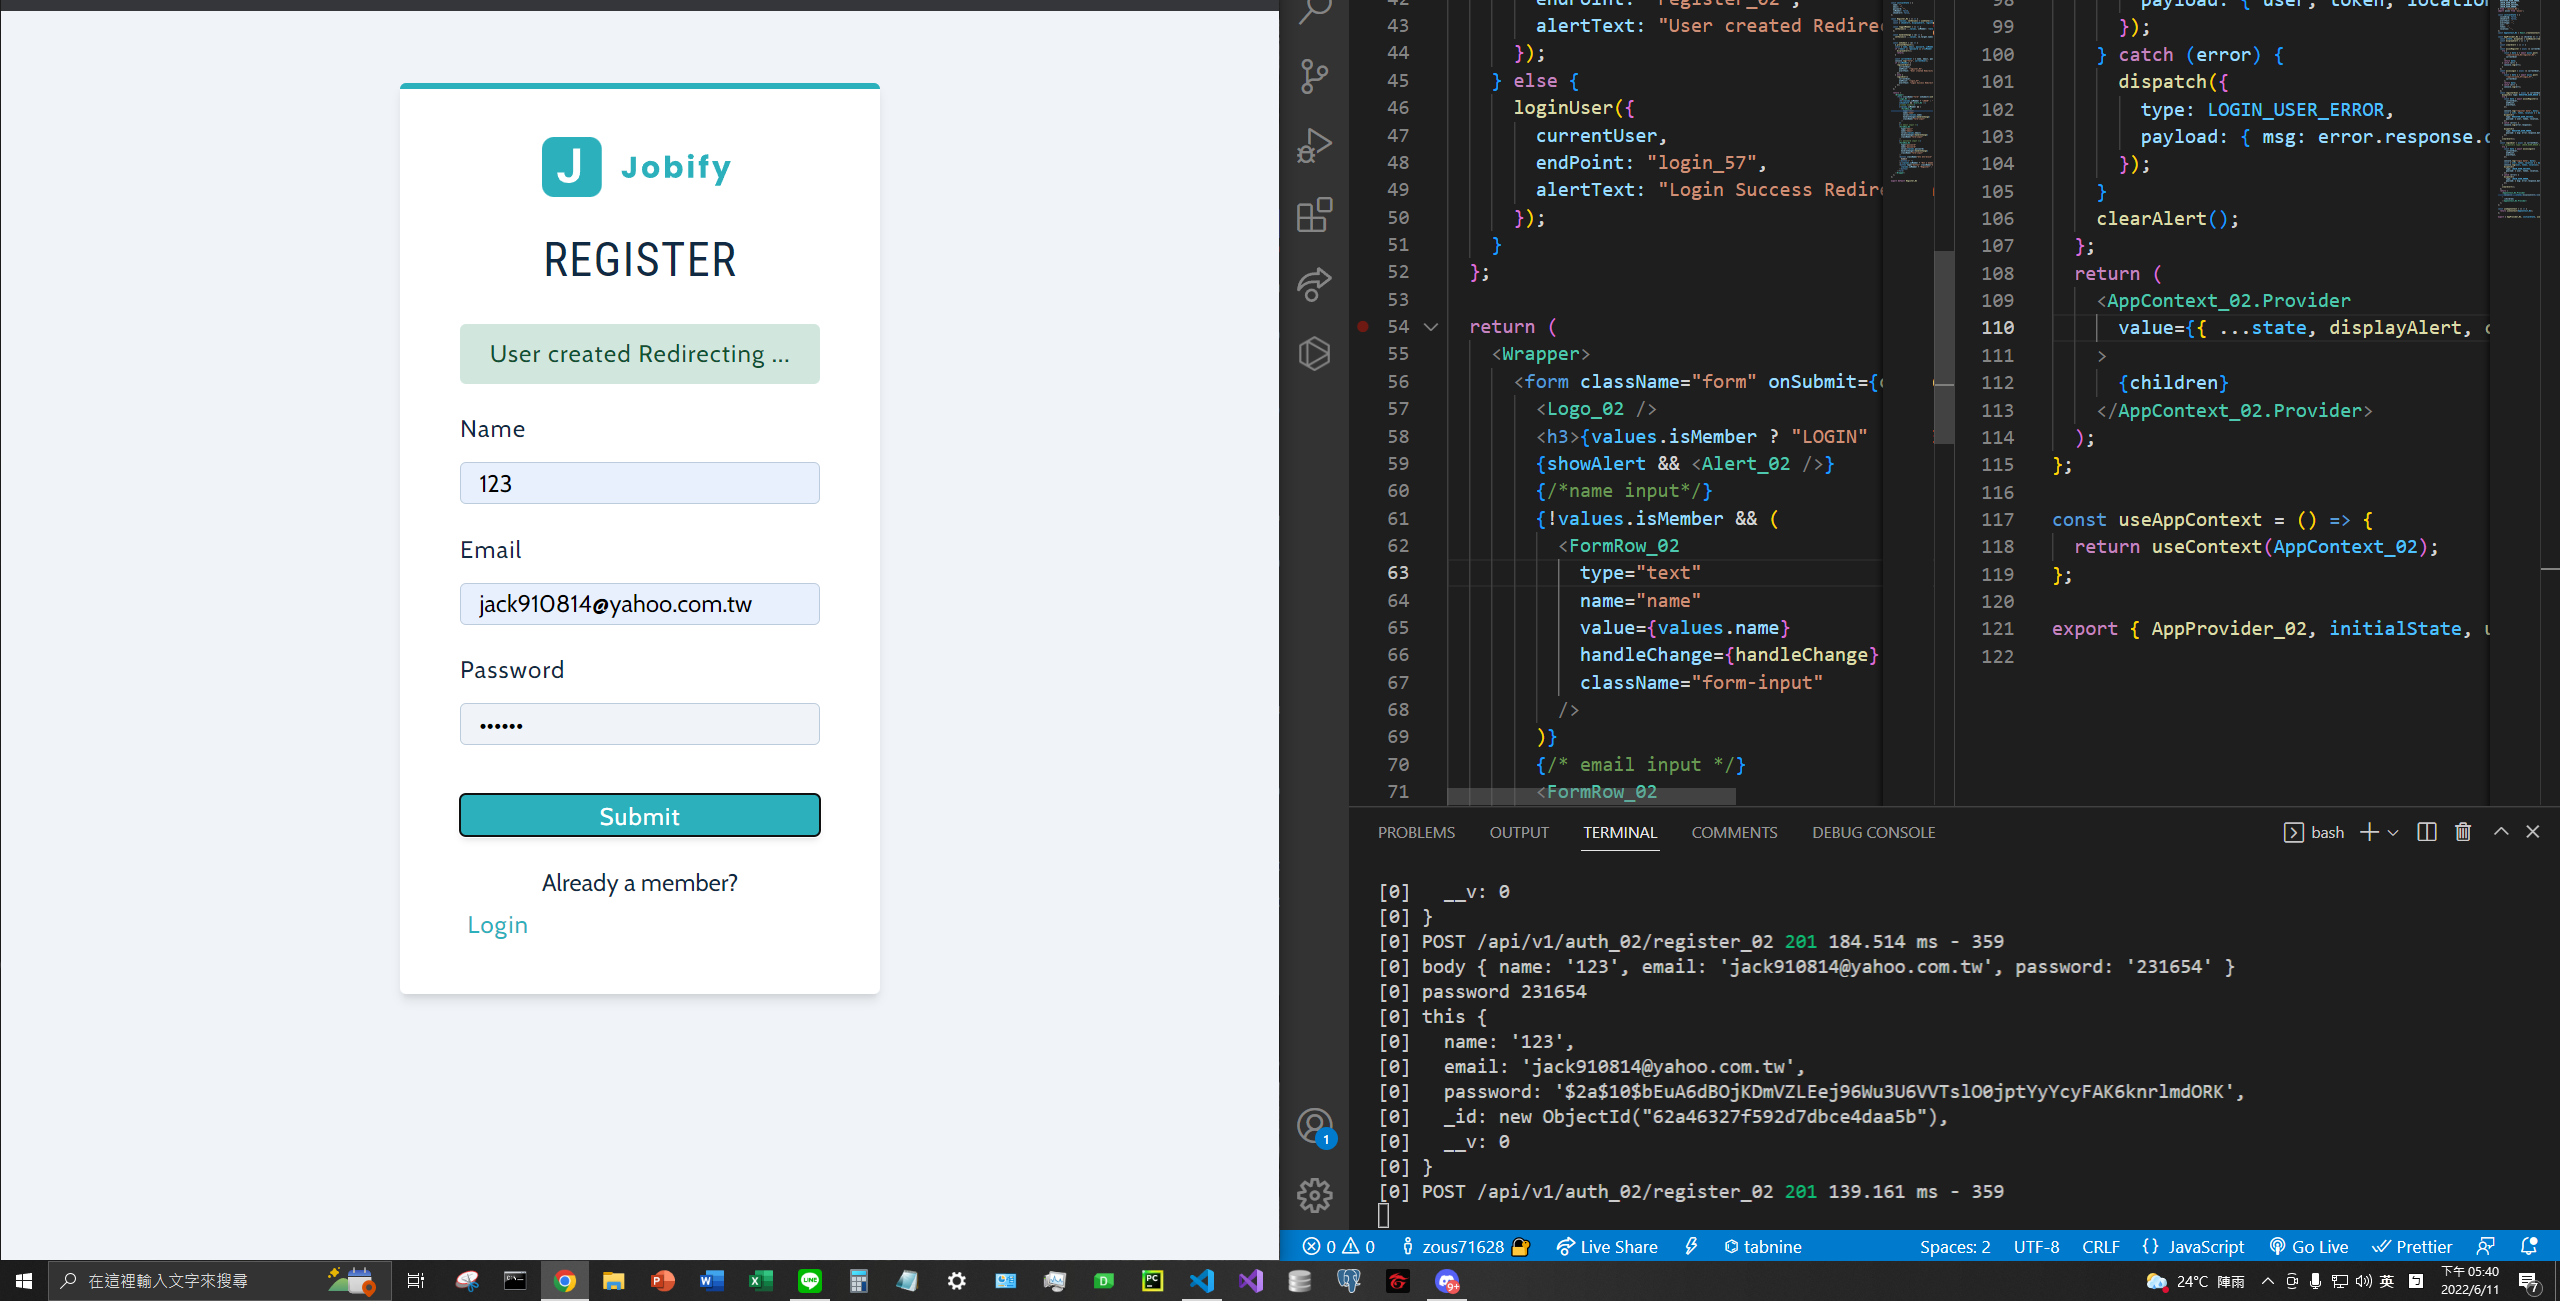 J Jobify
REGISTER
User created Redirecting ...
Name
123
Email
jack910814@yahoo.com.tw
Password
••••••
Submit
Already a member?
Login
43 alertText: "User created Redire
44 });
45 } else {
46 loginUser({
47 currentUser,
48 endPoint: "login_57",
49 alertText: "Login Success Redire
50 });
51 }
52 };
53
54 return (
55 <Wrapper>
56 <form className="form" onSubmit={
57 <Logo_02 />
58 <h3>{values.isMember ? "LOGIN"
59 {showAlert && <Alert_02 />}
60 {/*name input*/}
61 {!values.isMember && (
62 <FormRow_02
63 type="text"
64 name="name"
65 value={values.name}
66 handleChange={handleChange}
67 className="form-input"
68 />
69 )}
70 {/* email input */}
71 <FormRow_02
payload: { user, token, location
99 });
100 } catch (error) {
101 dispatch({
102 type: LOGIN_USER_ERROR,
103 payload: { msg: error.response.
104 });
105 }
106 clearAlert();
107 };
108 return (
109 <AppContext_02.Provider
110 value={{ ...state, displayAlert,
111 >
112 {children}
113 </AppContext_02.Provider>
114 );
115 };
116
117 const useAppContext = () => {
118 return useContext(AppContext_02);
119 };
120
121 export { AppProvider_02, initialState,
122
PROBLEMS OUTPUT TERMINAL COMMENTS DEBUG CONSOLE bash
[0] __v: 0
[0] }
[0] POST /api/v1/auth_02/register_02 201 184.514 ms - 359
[0] body { name: '123', email: 'jack910814@yahoo.com.tw', password: '231654' }
[0] password 231654
[0] this {
[0] name: '123',
[0] email: 'jack910814@yahoo.com.tw',
[0] password: '$2a$10$bEuA6dBOjKDmVZLEej96Wu3U6VVTslO0jptYyYcyFAK6knrlmdORK',
[0] _id: new ObjectId("62a46327f592d7dbce4daa5b"),
[0] __v: 0
[0] }
[0] POST /api/v1/auth_02/register_02 201 139.161 ms - 359
1
0 0 zous71628 Live Share tabnine Spaces: 2 UTF-8 CRLF {} JavaScript Go Live Prettier
在這裡輸入文字來搜尋
24°C 陣雨 英
下午 05:40
2022/6/11
7